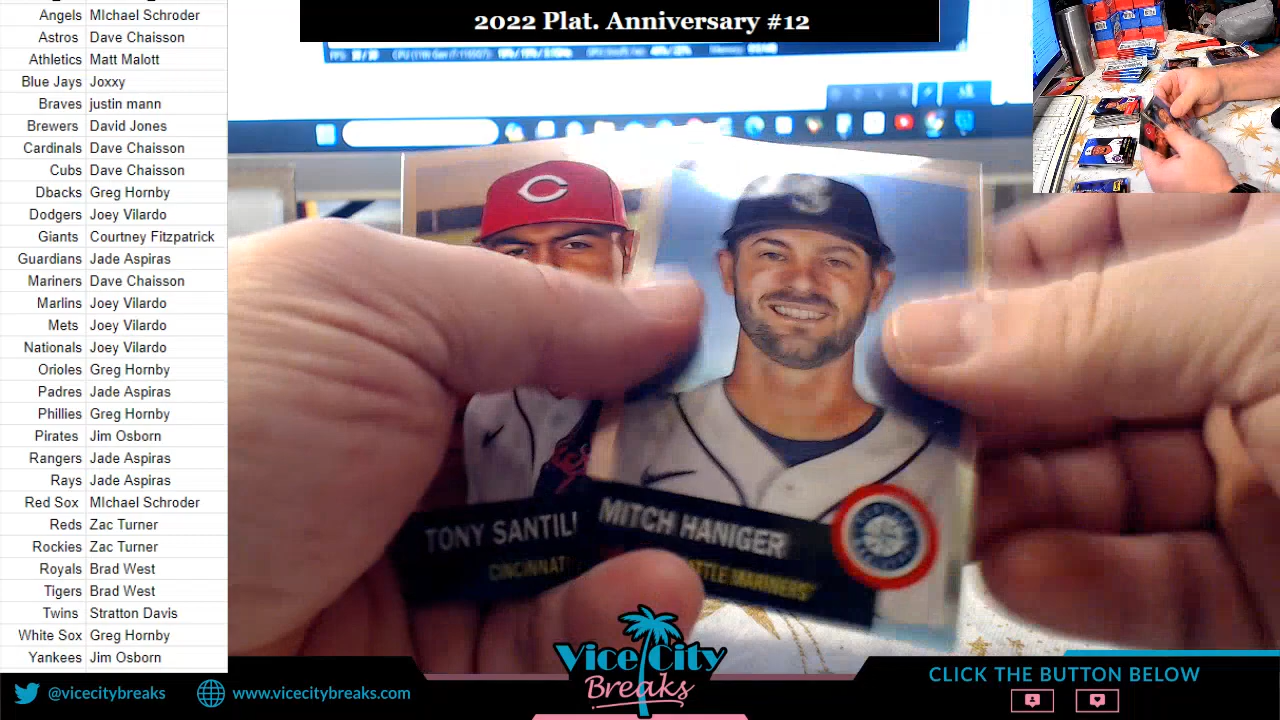 2022 Plat. Anniversary #12
Angels MIchael Schroder
Astros Dave Chaisson
Athletics Matt Malott
Blue Jays Joxxy
Braves justin mann
Brewers David Jones
Cardinals Dave Chaisson
Cubs Dave Chaisson
Dbacks Greg Hornby
Dodgers Joey Vilardo
Giants Courtney Fitzpatrick
Guardians Jade Aspiras
Mariners Dave Chaisson
Marlins Joey Vilardo
Mets Joey Vilardo
Nationals Joey Vilardo
Orioles Greg Hornby
Padres Jade Aspiras
Phillies Greg Hornby
Pirates Jim Osborn
Rangers Jade Aspiras
Rays Jade Aspiras
Red Sox MIchael Schroder
Reds Zac Turner
Rockies Zac Turner
Royals Brad West
Tigers Brad West
Twins Stratton Davis
White Sox Greg Hornby
Yankees Jim Osborn
TONY SANTILL
CINCINNATI
MITCH HANIGER
TTLE MARINERS
Vice City
Breaks
@vicecitybreaks
www.vicecitybreaks.com
CLICK THE BUTTON BELOW